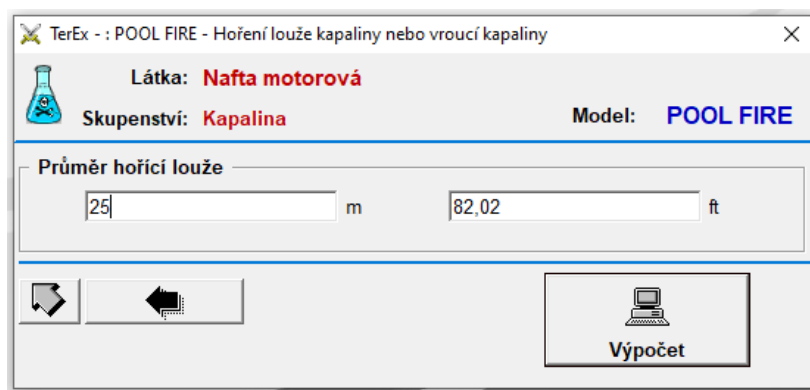 TerEx - : POOL FIRE - Hoření louže kapaliny nebo vroucí kapaliny
Látka: Nafta motorová
Skupenství: Kapalina Model: POOL FIRE
Průměr hořící louže
25 m 82,02 ft
Výpočet